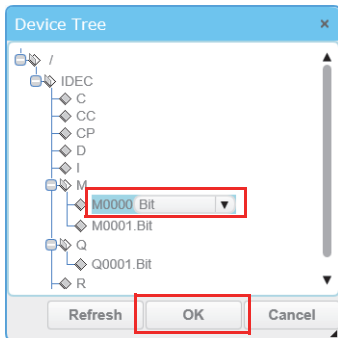 Device Tree ×
/
IDEC
C
CC
CP
D
I
M
M0000 Bit
M0001.Bit
Q
Q0001.Bit
R
Refresh OK Cancel